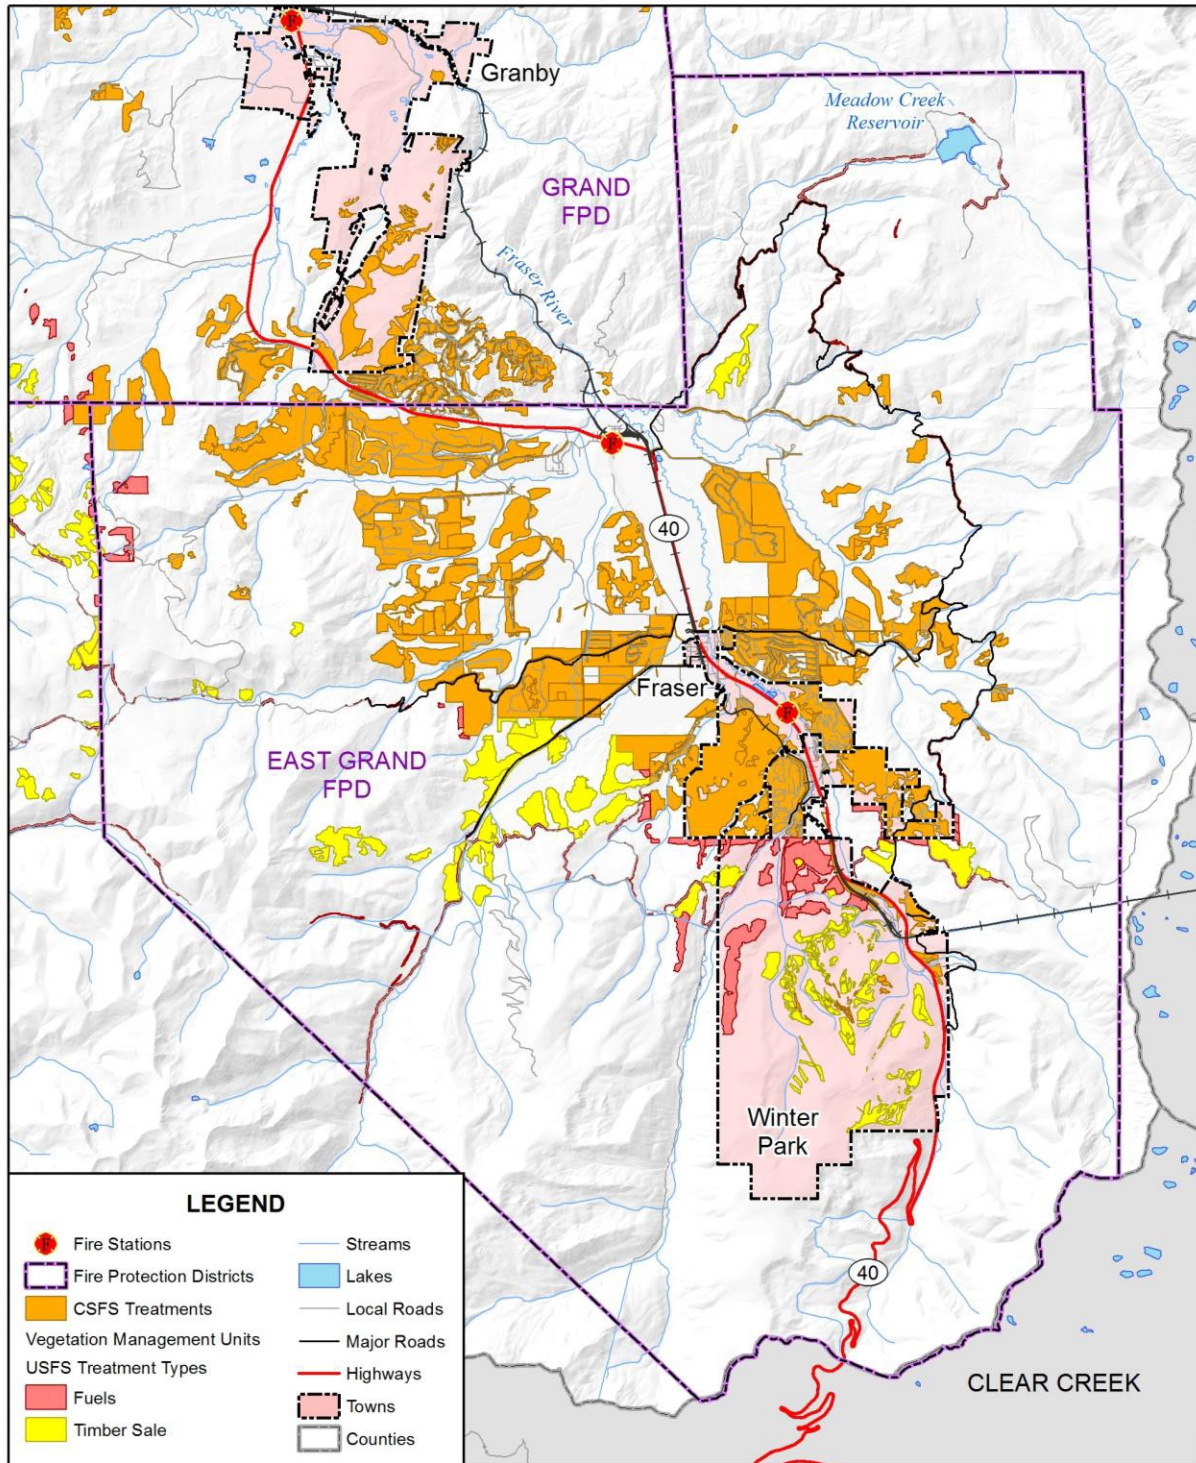 F
Granby
Meadow Creek
Reservoir
GRAND
FPD
Fraser River
F
40
Fraser
F
EAST GRAND
FPD
Winter
Park
40
CLEAR CREEK
LEGEND
F Fire Stations
Fire Protection Districts
CSFS Treatments
Vegetation Management Units
USFS Treatment Types
Fuels
Timber Sale
Streams
Lakes
Local Roads
Major Roads
Highways
Towns
Counties